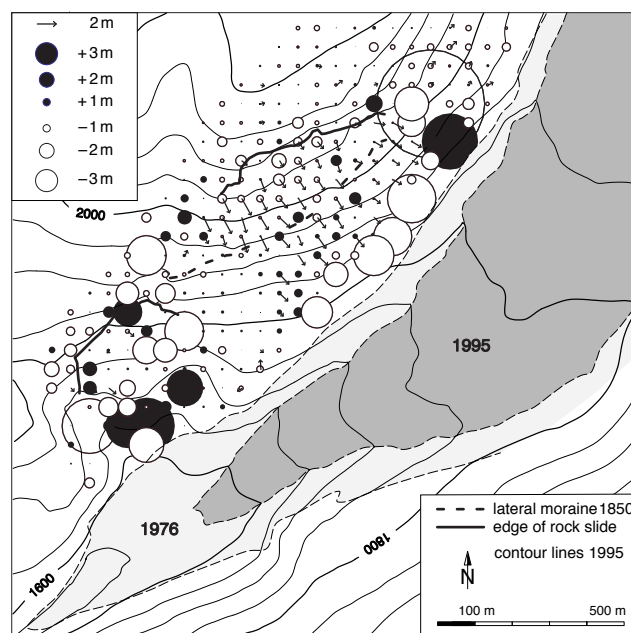 2 m
+3 m
+2 m
+1 m
−1 m
−2 m
−3 m
2000
1995
1976
1600
1800
lateral moraine 1850
edge of rock slide
contour lines 1995
N
100 m 500 m